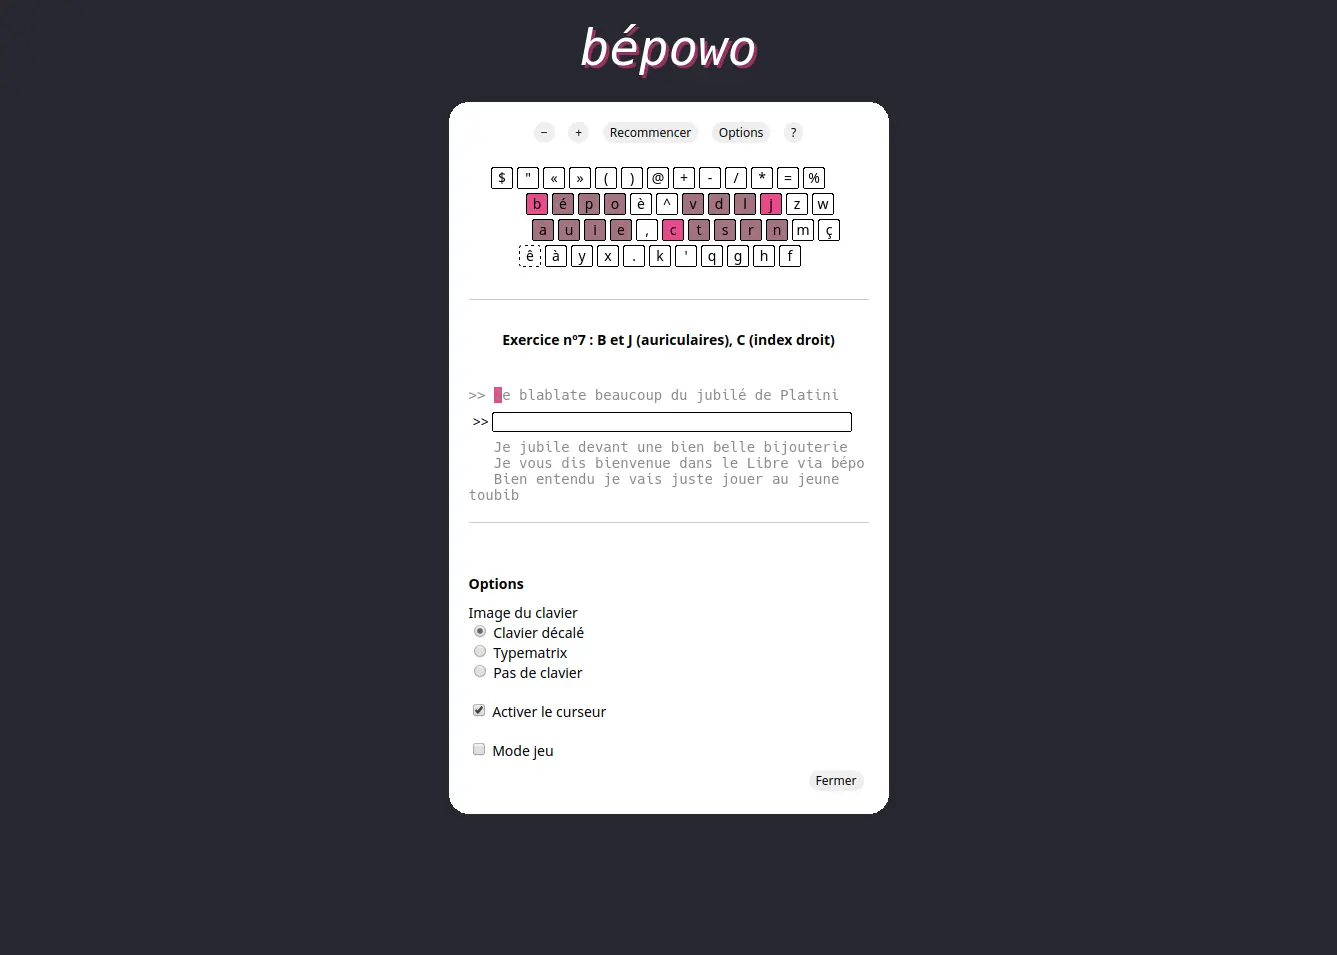 bépowo
− + Recommencer Options ?
$ " « » ( ) @ + - / * = %
b é p o è ^ v d l j z w
a u i e , c t s r n m ç
ê à y x . k ' q g h f
Exercice nº7 : B et J (auriculaires), C (index droit)
>> e blablate beaucoup du jubilé de Platini
>>
Je jubile devant une bien belle bijouterie
Je vous dis bienvenue dans le Libre via bépo
Bien entendu je vais juste jouer au jeune
toubib
Options
Image du clavier
Clavier décalé
Typematrix
Pas de clavier
Activer le curseur
Mode jeu
Fermer